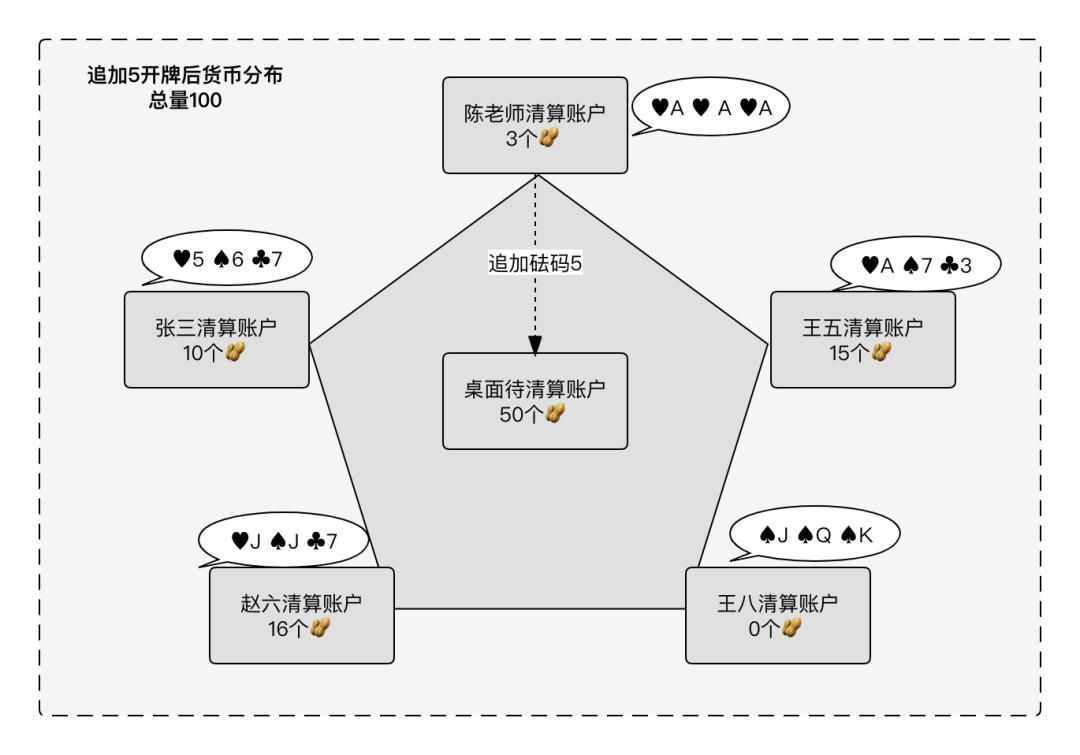 追加5开牌后货币分布
总量100
陈老师清算账户
3个🥜
♥A ♥ A ♥A
追加砝码5
♥5 ♠6 ♣7
张三清算账户
10个🥜
♥A ♠7 ♣3
王五清算账户
15个🥜
桌面待清算账户
50个🥜
♥J ♠J ♣7
赵六清算账户
16个🥜
♠J ♠Q ♠K
王八清算账户
0个🥜